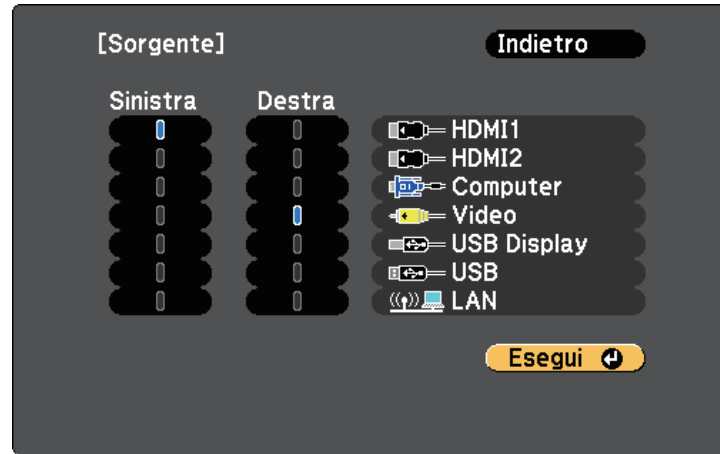 [Sorgente] Indietro
Sinistra Destra
HDMI1
HDMI2
Computer
Video
USB Display
USB
LAN
Esegui